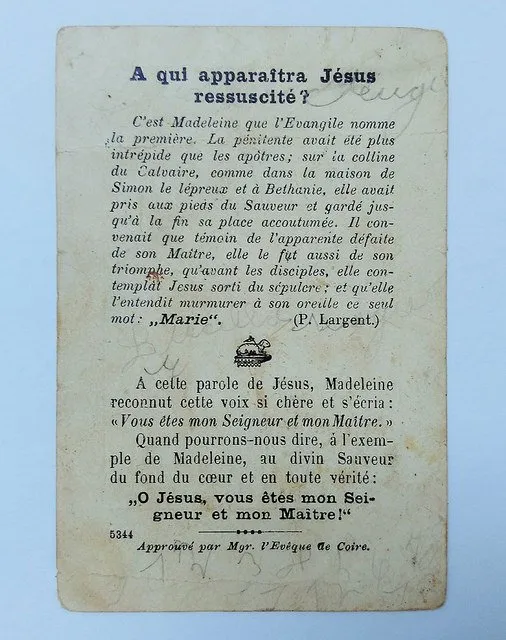 A qui apparaîtra Jésus
ressuscité?
C'est Madeleine que l'Evangile nomme
la première. La pénitente avait été plus
intrépide que les apôtres; sur la colline
du Calvaire, comme dans la maison de
Simon le lépreux et à Bethanie, elle avait
pris aux pieds du Sauveur et gardé jus-
qu'à la fin sa place accoutumée. Il con-
venait que témoin de l'apparente défaite
de son Maître, elle le fut aussi de son
triomphe, qu'avant les disciples, elle con-
templât Jesus sorti du sépulcre; et qu'elle
l'entendit murmurer à son oreille ce seul
mot: „Marie“. (P. Largent.)
A cette parole de Jésus, Madeleine
reconnut cette voix si chère et s'écria:
«Vous êtes mon Seigneur et mon Maître.»
Quand pourrons-nous dire, á l'exem-
ple de Madeleine, au divin Sauveur
du fond du cœur et en toute vérité:
„O Jésus, vous êtes mon Sei-
gneur et mon Maître!“
5344
Approuvé par Mgr. l'Evêque de Coire.